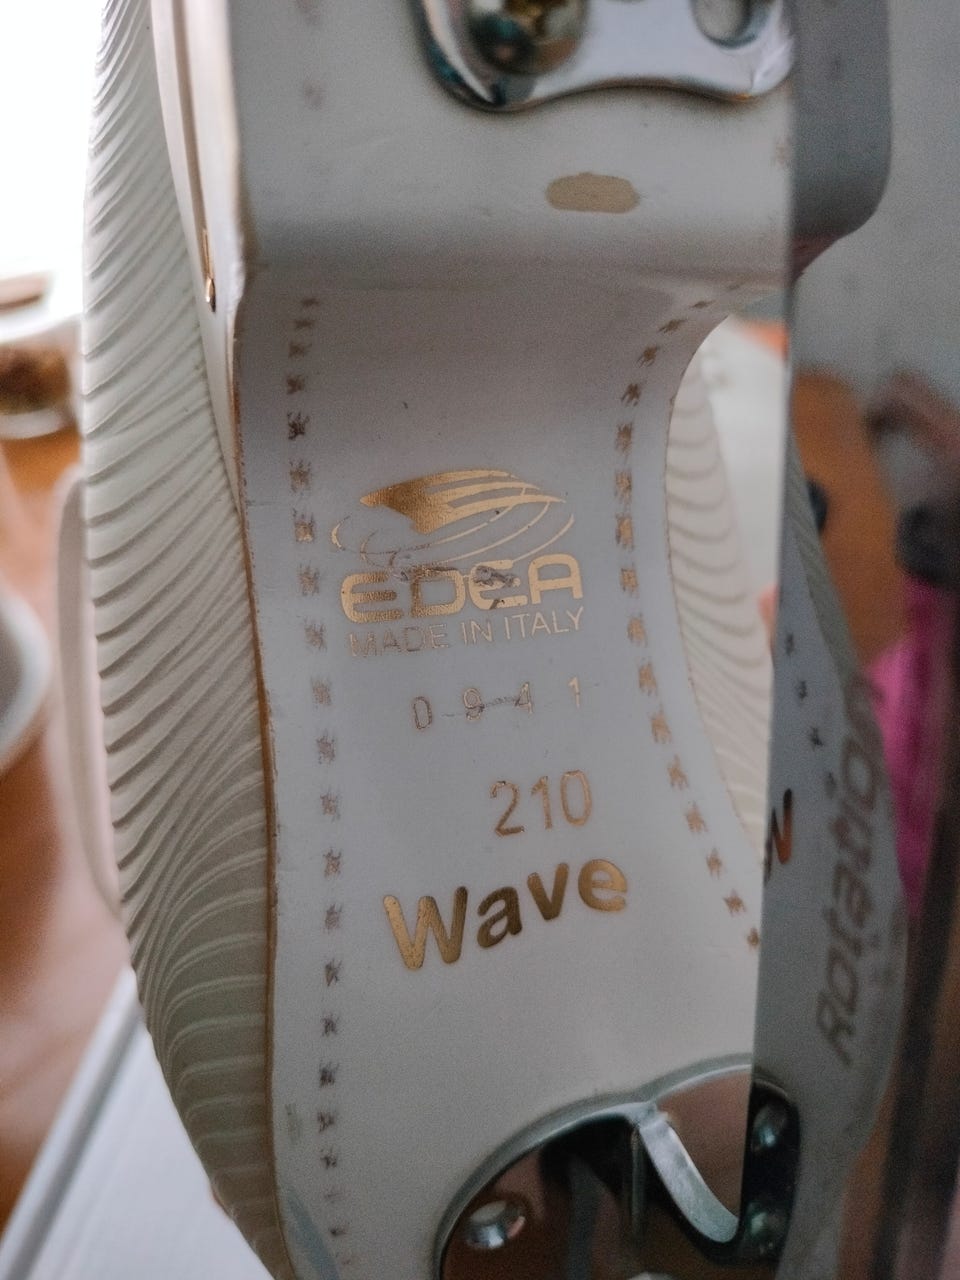 EDEA
MADE IN ITALY
0941
210
Wave
Rotation